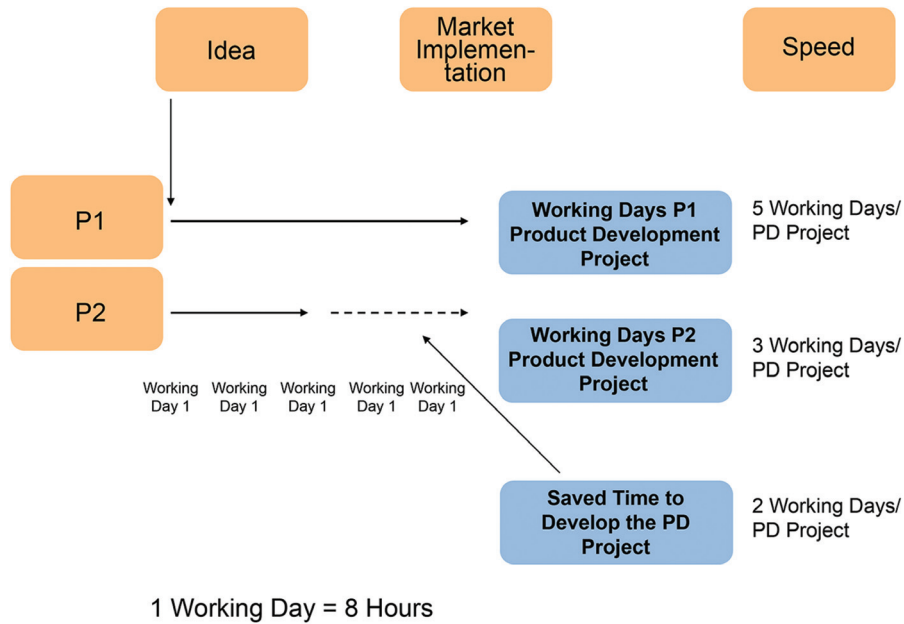 Idea
Market
Implemen-
tation
Speed
P1
Working Days P1
Product Development
Project
5 Working Days/
PD Project
P2
Working Days P2
Product Development
Project
3 Working Days/
PD Project
Working
Day 1
Working
Day 1
Working
Day 1
Working
Day 1
Working
Day 1
Saved Time to
Develop the PD
Project
2 Working Days/
PD Project
1 Working Day = 8 Hours